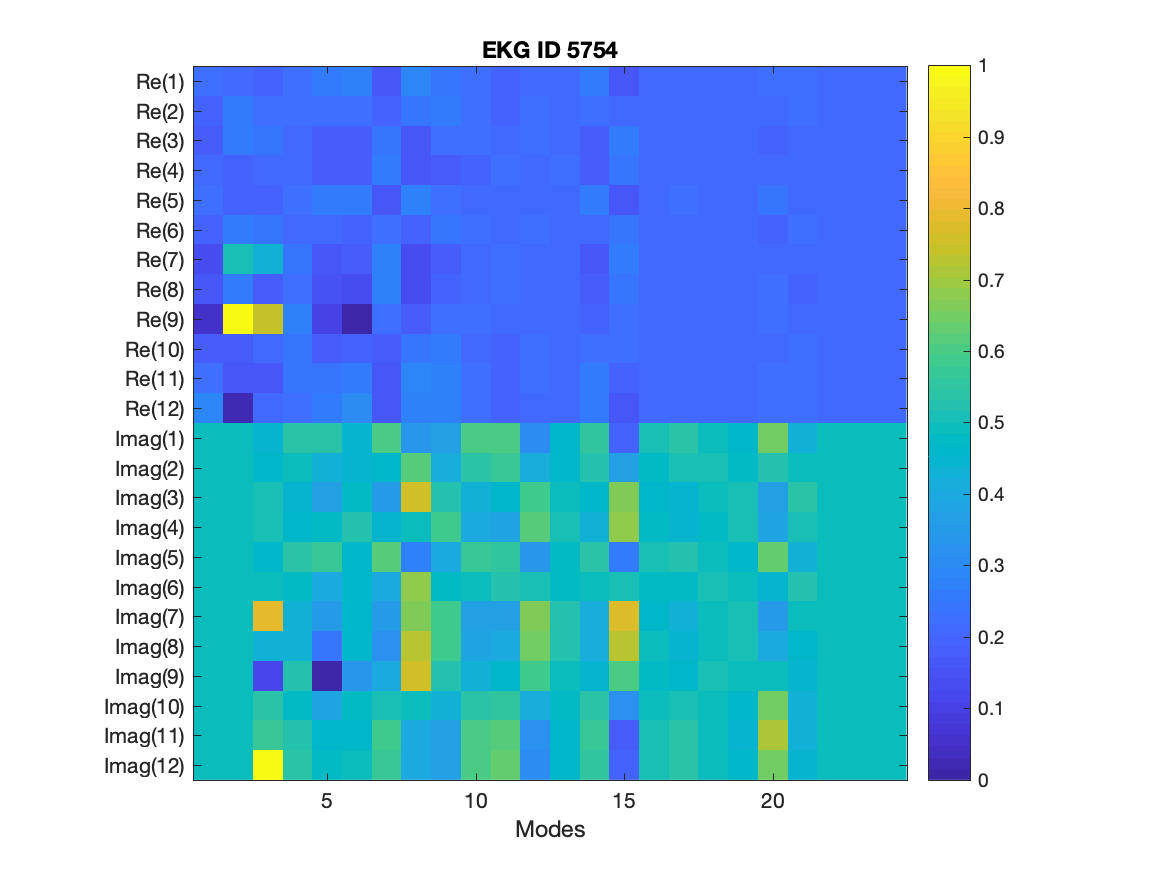 EKG ID 5754
Re(1)
Re(2)
Re(3)
Re(4)
Re(5)
Re(6)
Re(7)
Re(8)
Re(9)
Re(10)
Re(11)
Re(12)
Imag(1)
Imag(2)
Imag(3)
Imag(4)
Imag(5)
Imag(6)
Imag(7)
Imag(8)
Imag(9)
Imag(10)
Imag(11)
Imag(12)
5 10 15 20
Modes
1
0.9
0.8
0.7
0.6
0.5
0.4
0.3
0.2
0.1
0